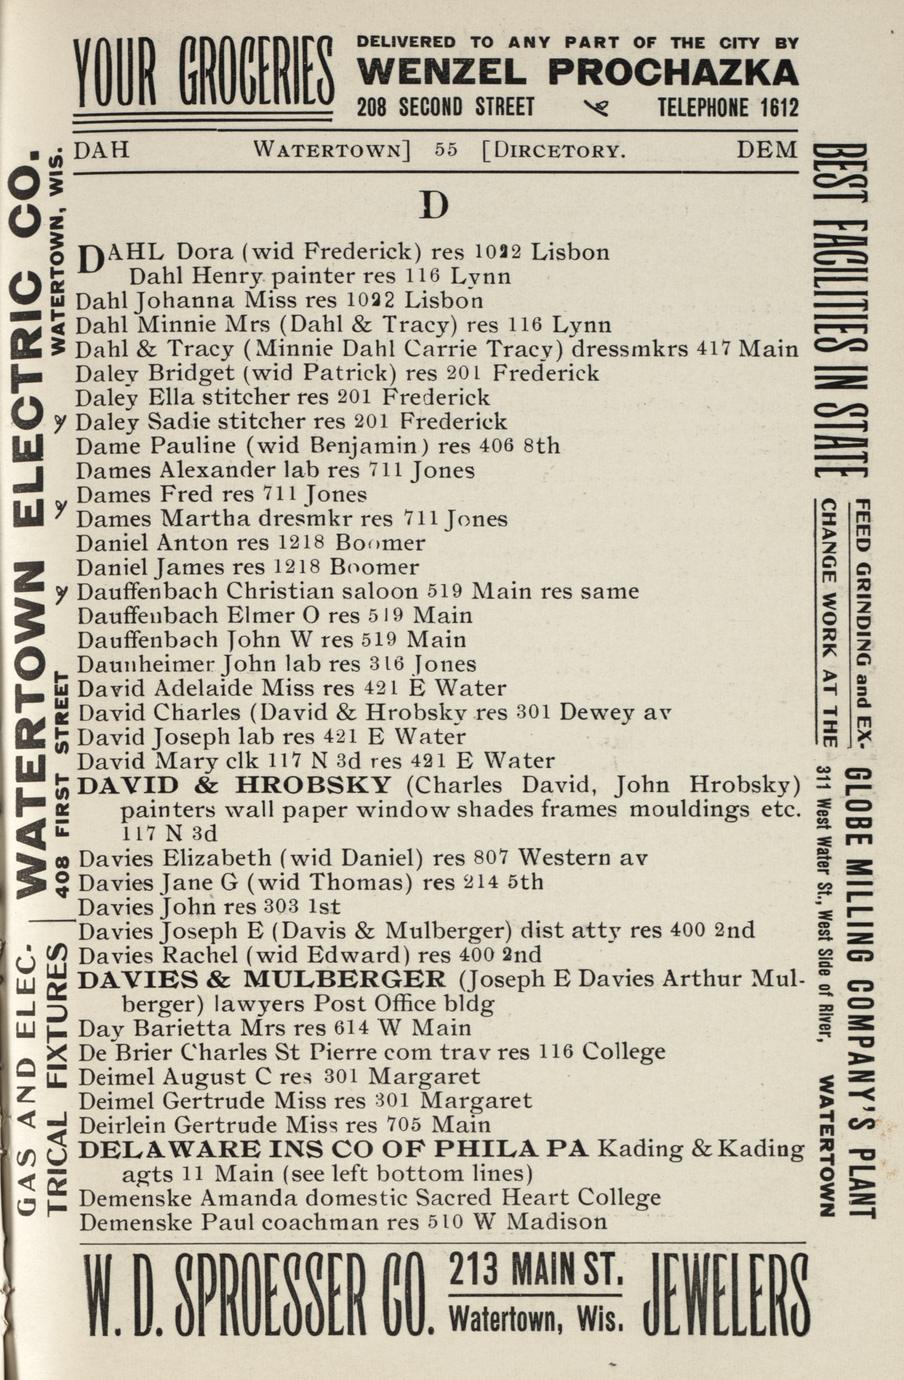 YOUR GROCERIES
DELIVERED TO ANY PART OF THE CITY BY
WENZEL PROCHAZKA
208 SECOND STREET TELEPHONE 1612
DAH WATERTOWN] 55 [DIRCETORY. DEM
D
DAHL Dora (wid Frederick) res 1022 Lisbon
Dahl Henry painter res 116 Lynn
Dahl Johanna Miss res 1022 Lisbon
Dahl Minnie Mrs (Dahl & Tracy) res 116 Lynn
Dahl & Tracy (Minnie Dahl Carrie Tracy) dressmkrs 417 Main
Daley Bridget (wid Patrick) res 201 Frederick
Daley Ella stitcher res 201 Frederick
Daley Sadie stitcher res 201 Frederick
Dame Pauline (wid Benjamin) res 406 8th
Dames Alexander lab res 711 Jones
Dames Fred res 711 Jones
Dames Martha dresmkr res 711 Jones
Daniel Anton res 1218 Boomer
Daniel James res 1218 Boomer
Dauffenbach Christian saloon 519 Main res same
Dauffenbach Elmer O res 519 Main
Dauffenbach John W res 519 Main
Daunheimer John lab res 316 Jones
David Adelaide Miss res 421 E Water
David Charles (David & Hrobsky res 301 Dewey av
David Joseph lab res 421 E Water
David Mary clk 117 N 3d res 421 E Water
DAVID & HROBSKY (Charles David, John Hrobsky)
painters wall paper window shades frames mouldings etc.
117 N 3d
Davies Elizabeth (wid Daniel) res 807 Western av
Davies Jane G (wid Thomas) res 214 5th
Davies John res 303 1st
Davies Joseph E (Davis & Mulberger) dist atty res 400 2nd
Davies Rachel (wid Edward) res 400 2nd
DAVIES & MULBERGER (Joseph E Davies Arthur Mul-
berger) lawyers Post Office bldg
Day Barietta Mrs res 614 W Main
De Brier Charles St Pierre com trav res 116 College
Deimel August C res 301 Margaret
Deimel Gertrude Miss res 301 Margaret
Deirlein Gertrude Miss res 705 Main
DELAWARE INS CO OF PHILA PA Kading & Kading
agts 11 Main (see left bottom lines)
Demenske Amanda domestic Sacred Heart College
Demenske Paul coachman res 510 W Madison
W. D. SPROESSER CO.
213 MAIN ST.
Watertown, Wis.
JEWELERS
GAS AND ELEC-
TRICAL FIXTURES
WATERTOWN ELECTRIC CO.
408 FIRST STREET WATERTOWN, WIS.
BEST FACILITIES IN STATE
FEED GRINDING and EX-
CHANGE WORK AT THE
GLOBE MILLING COMPANY'S PLANT
311 West Water St., West Side of River, WATERTOWN